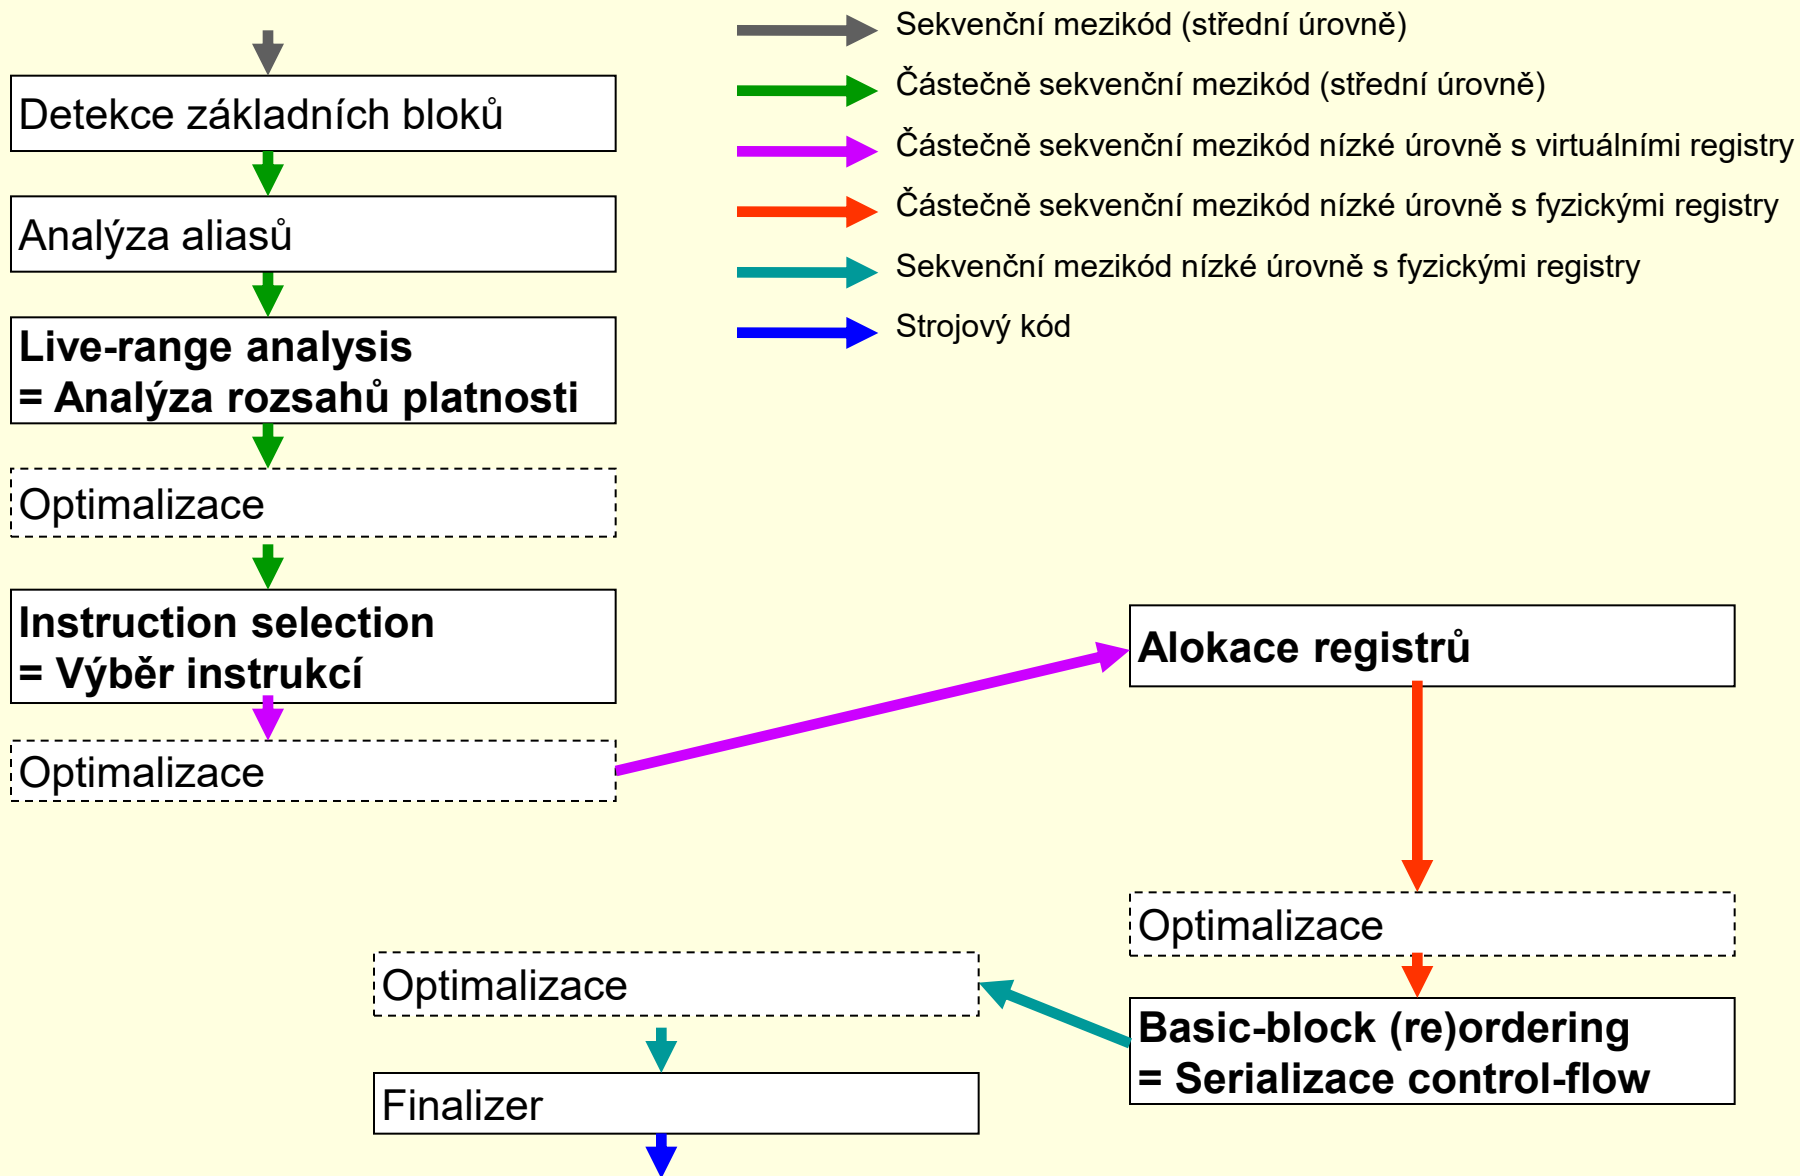 Sekvenční mezikód (střední úrovně)
Částečně sekvenční mezikód (střední úrovně)
Částečně sekvenční mezikód nízké úrovně s virtuálními registry
Částečně sekvenční mezikód nízké úrovně s fyzickými registry
Sekvenční mezikód nízké úrovně s fyzickými registry
Strojový kód
Detekce základních bloků
Analýza aliasů
Live-range analysis
= Analýza rozsahů platnosti
Optimalizace
Instruction selection
= Výběr instrukcí
Optimalizace
Alokace registrů
Optimalizace
Basic-block (re)ordering
= Serializace control-flow
Optimalizace
Finalizer